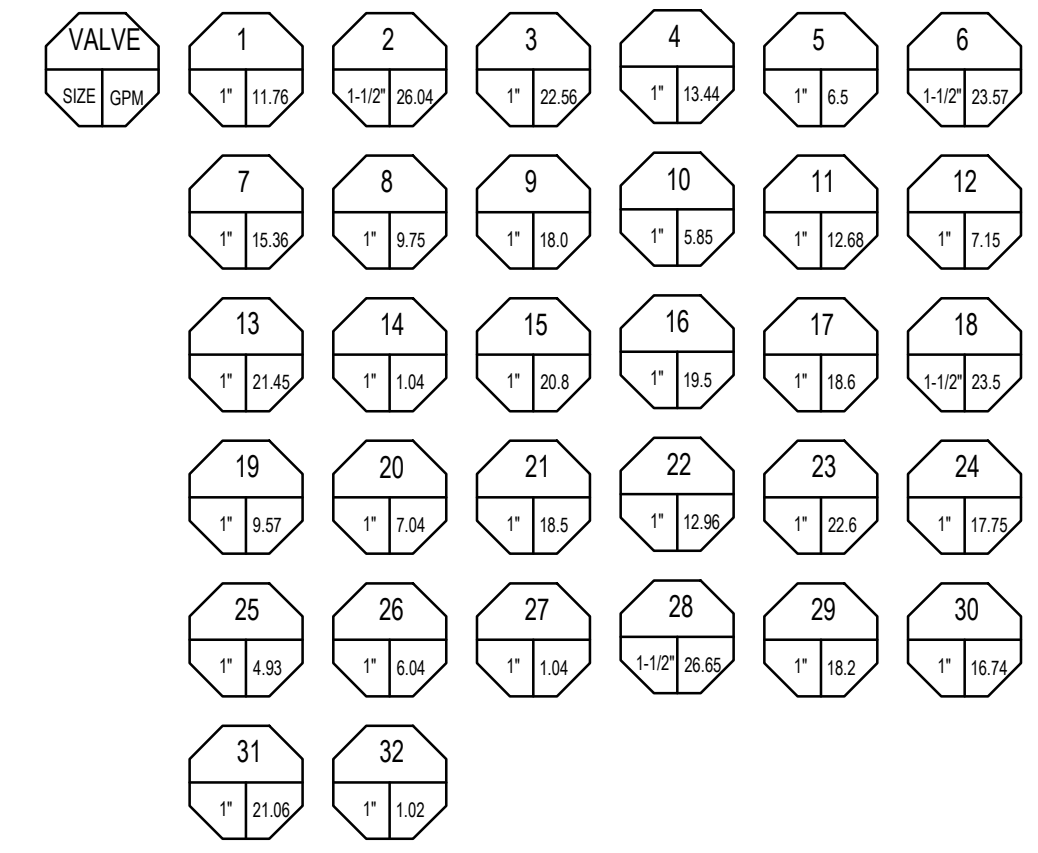 VALVE 1 2 3 4 5 6
SIZE GPM 1" 11.76 1-1/2" 26.04 1" 22.56 1" 13.44 1" 6.5 1-1/2" 23.57
7 8 9 10 11 12
1" 15.36 1" 9.75 1" 18.0 1" 5.85 1" 12.68 1" 7.15
13 14 15 16 17 18
1" 21.45 1" 1.04 1" 20.8 1" 19.5 1" 18.6 1-1/2" 23.5
19 20 21 22 23 24
1" 9.57 1" 7.04 1" 18.5 1" 12.96 1" 22.6 1" 17.75
25 26 27 28 29 30
1" 4.93 1" 6.04 1" 1.04 1-1/2" 26.65 1" 18.2 1" 16.74
31 32
1" 21.06 1" 1.02